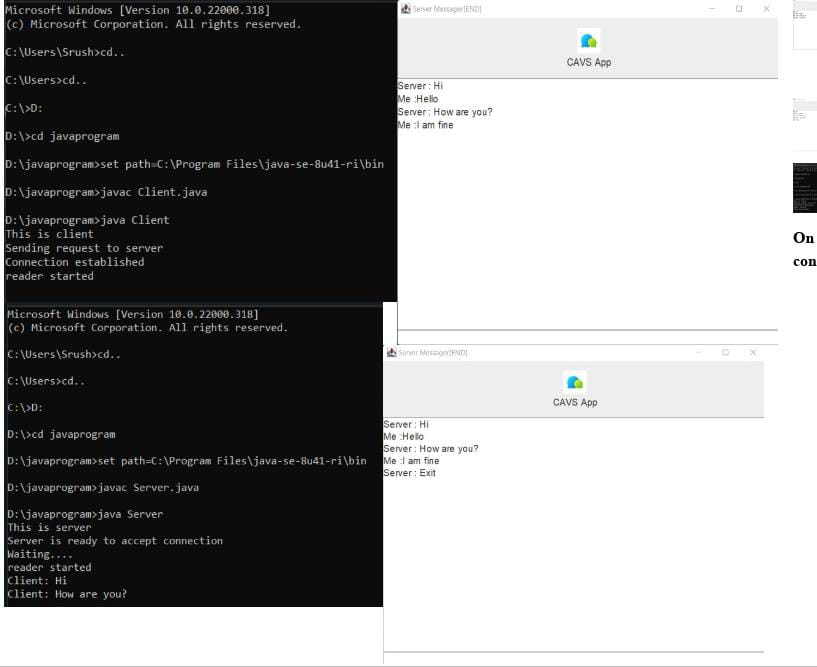 Microsoft Windows [Version 10.0.22000.318]
(c) Microsoft Corporation. All rights reserved.
C:\Users\Srush>cd..
C:\Users>cd..
C:\>D:
D:\>cd javaprogram
D:\javaprogram>set path=C:\Program Files\java-se-8u41-ri\bin
D:\javaprogram>javac Client.java
D:\javaprogram>java Client
This is client
Sending request to server
Connection established
reader started
Server Messager[END]
CAVS App
Server : Hi
Me :Hello
Server : How are you?
Me :I am fine
Microsoft Windows [Version 10.0.22000.318]
(c) Microsoft Corporation. All rights reserved.
C:\Users\Srush>cd..
C:\Users>cd..
C:\>D:
D:\>cd javaprogram
D:\javaprogram>set path=C:\Program Files\java-se-8u41-ri\bin
D:\javaprogram>javac Server.java
D:\javaprogram>java Server
This is server
Server is ready to accept connection
Waiting....
reader started
Client: Hi
Client: How are you?
Server Messager[END]
CAVS App
Server : Hi
Me :Hello
Server : How are you?
Me :I am fine
Server : Exit
On
con